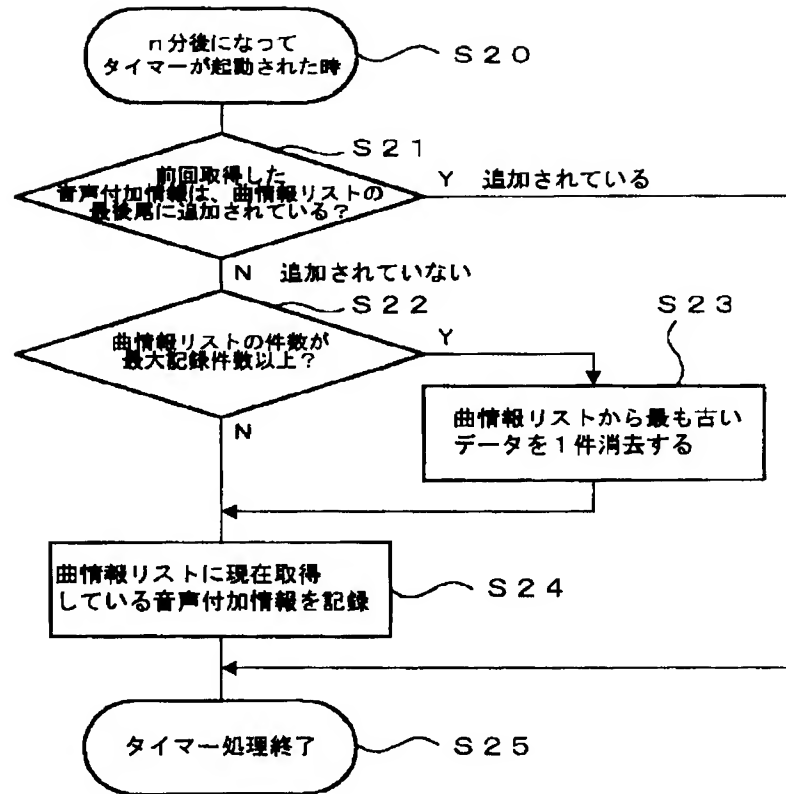 n分後になって
タイマーが起動された時
S20
S21
前回取得した
音声付加情報は、曲情報リストの
最後尾に追加されている?
Y 追加されている
N 追加されていない
S22
曲情報リストの件数が
最大記録件数以上?
Y
S23
曲情報リストから最も古い
データを1件消去する
N
曲情報リストに現在取得
している音声付加情報を記録
S24
タイマー処理終了
S25